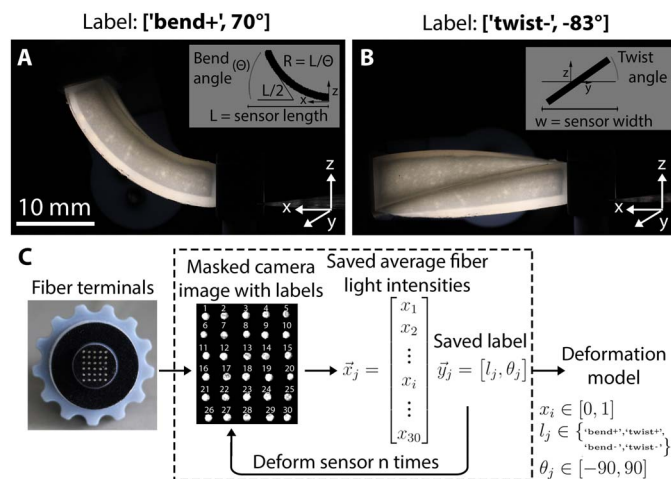 Label: ['bend+', 70°]
Label: ['twist-', -83°]
A
Bend
angle
(Θ)
R = L/Θ
L/2
z
x
L = sensor length
10 mm
z
x
y
B
Twist
angle
z
y
w = sensor width
z
x
y
C
Fiber terminals
Masked camera
image with labels
1 2 3 4 5
6 7 8 9 10
11 12 13 14 15
16 17 18 19 20
21 22 23 24 25
26 27 28 29 30
Saved average fiber
light intensities
x⃗j =
x1
x2
⋮
xi
⋮
x30
Saved label
y⃗j = [lj, θj]
Deform sensor n times
Deformation
model
xi ∈ [0, 1]
lj ∈ {'bend+','twist+',
'bend-','twist-'}
θj ∈ [−90, 90]